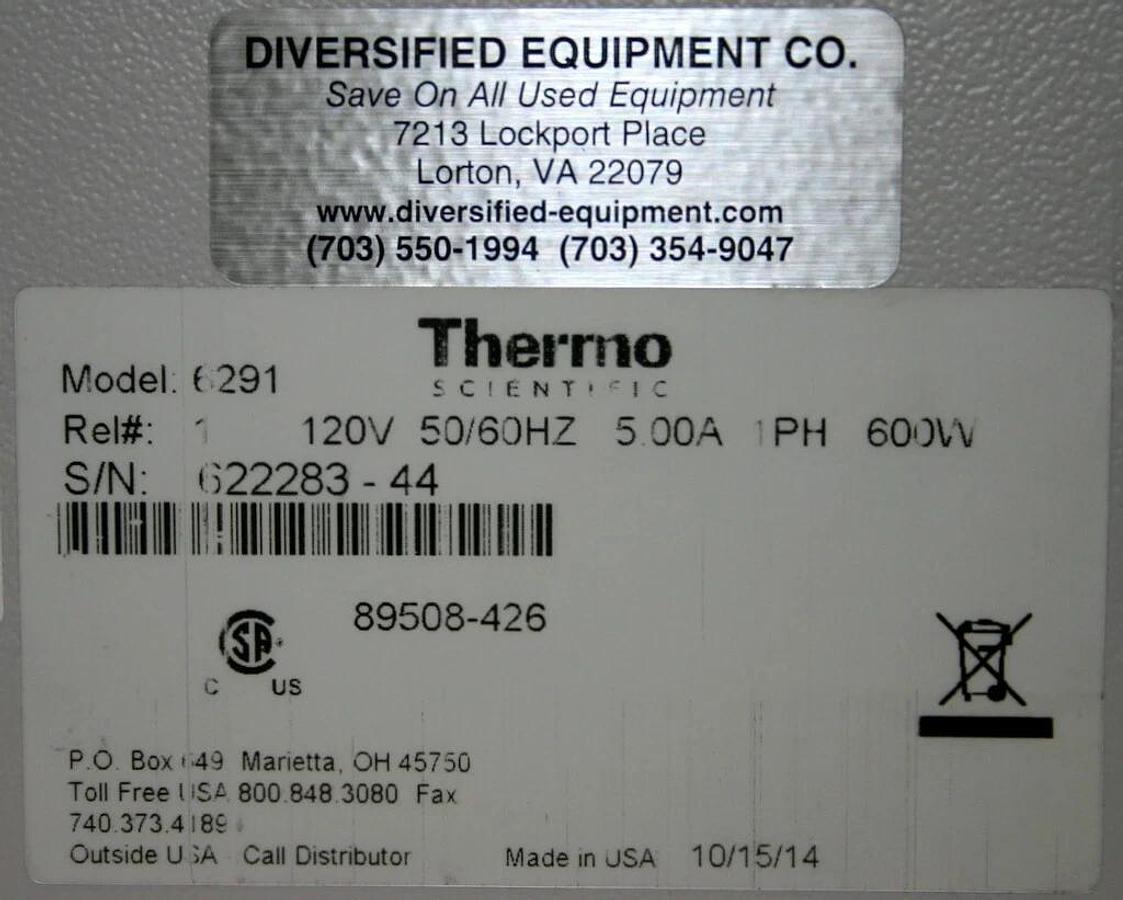 DIVERSIFIED EQUIPMENT CO.
Save On All Used Equipment
7213 Lockport Place
Lorton, VA 22079
www.diversified-equipment.com
(703) 550-1994 (703) 354-9047
Thermo
SCIENTIFIC
Model: 6291
Rel#: 1 120V 50/60HZ 5.00A 1PH 600W
S/N: 622283 - 44
SA
C US
89508-426
P.O. Box 649 Marietta, OH 45750
Toll Free USA 800.848.3080 Fax
740.373.4189
Outside USA Call Distributor
Made in USA 10/15/14